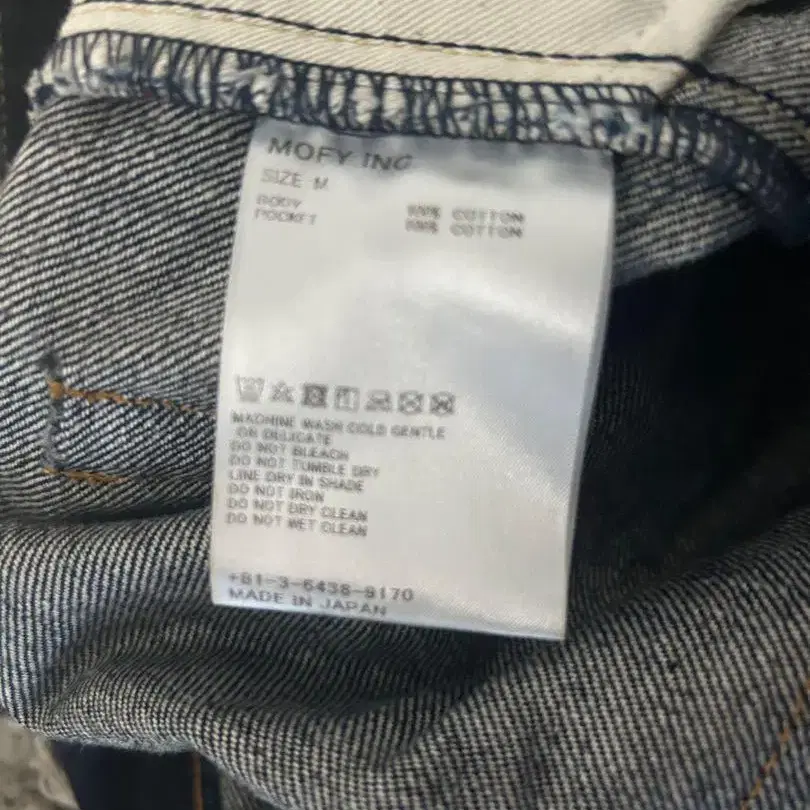 MOFY INC
SIZE M
BODY 100% COTTON
POCKET 100% COTTON
MACHINE WASH COLD GENTLE
OR DELICATE
DO NOT BLEACH
DO NOT TUMBLE DRY
LINE DRY IN SHADE
DO NOT IRON
DO NOT DRY CLEAN
DO NOT WET CLEAN
+81-3-6438-9170
MADE IN JAPAN